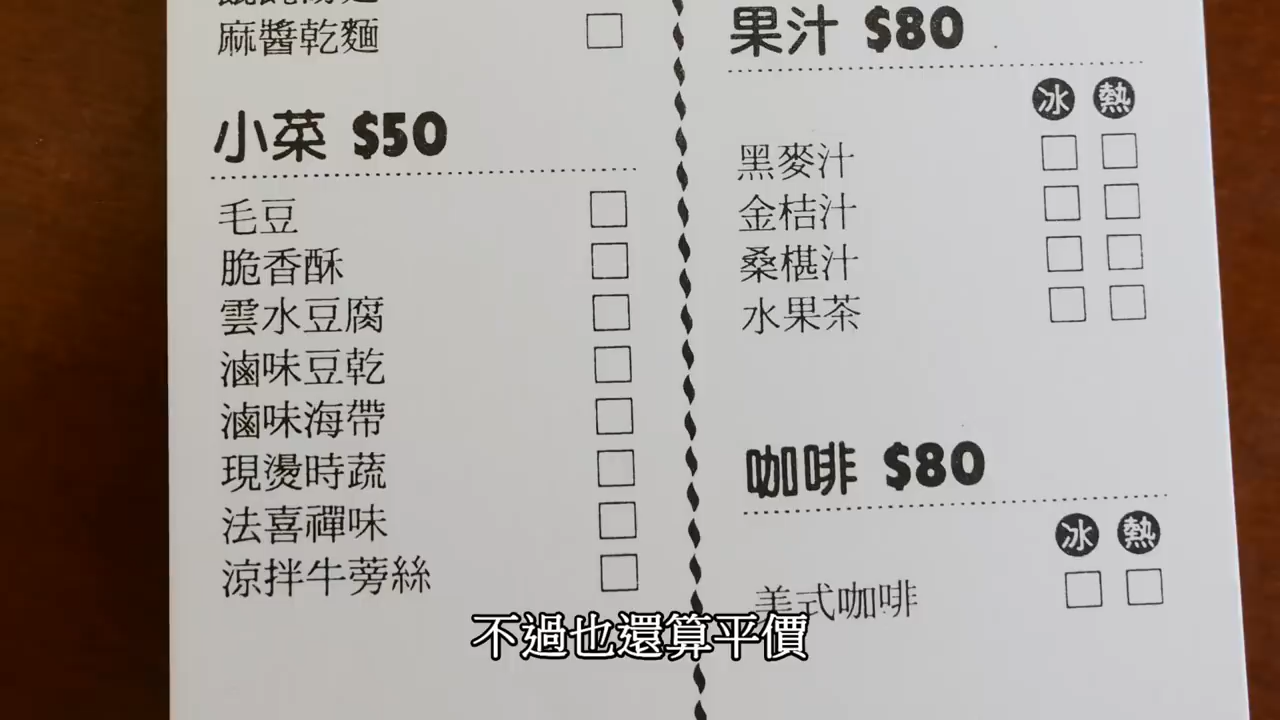 麻醬乾麵
小菜 $50
毛豆
脆香酥
雲水豆腐
滷味豆乾
滷味海帶
現燙時蔬
法喜禪味
涼拌牛蒡絲
果汁 $80
冰 熱
黑麥汁
金桔汁
桑椹汁
水果茶
咖啡 $80
冰 熱
美式咖啡
不過也還算平價